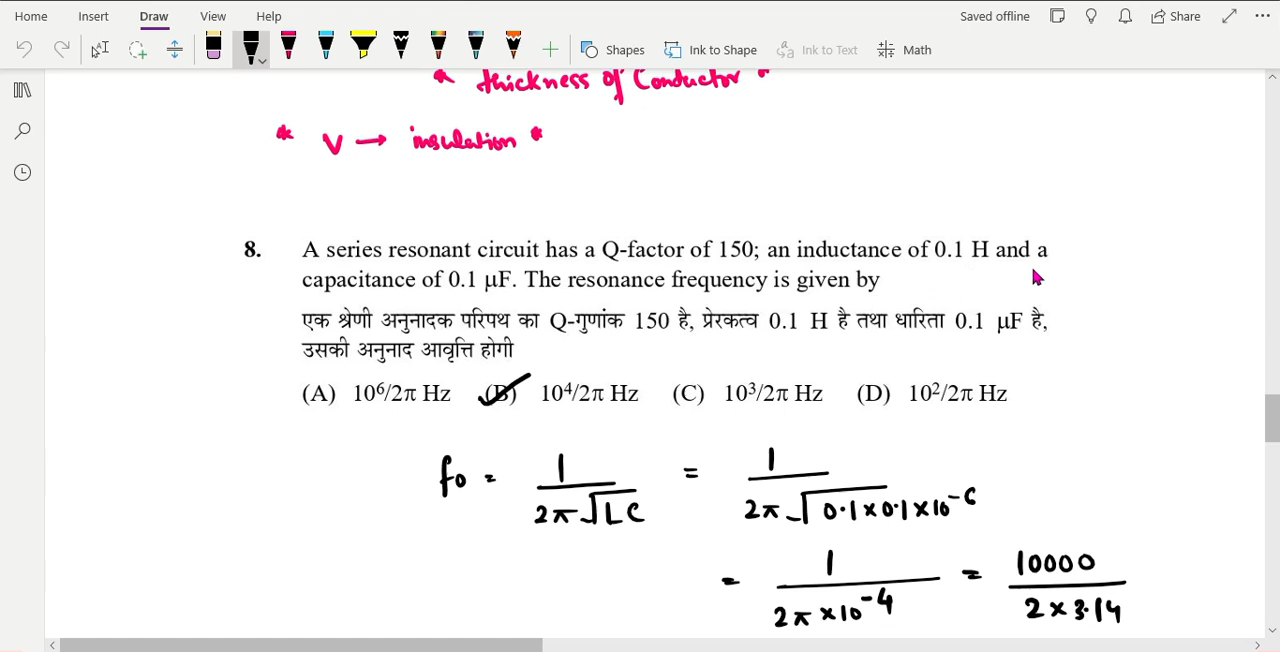 Home Insert Draw View Help Saved offline Share
Shapes Ink to Shape Ink to Text Math
* thickness of Conductor *
* V → insulation *
8. A series resonant circuit has a Q-factor of 150; an inductance of 0.1 H and a
capacitance of 0.1 μF. The resonance frequency is given by
एक श्रेणी अनुनादक परिपथ का Q-गुणांक 150 है, प्रेरकत्व 0.1 H है तथा धारिता 0.1 μF है,
उसकी अनुनाद आवृत्ति होगी
(A) 10⁶/2π Hz (B) 10⁴/2π Hz (C) 10³/2π Hz (D) 10²/2π Hz
f₀ = 1/2π√LC = 1/2π√0.1×0.1×10⁻⁶
= 1/2π×10⁻⁴ = 10000/2×3.14